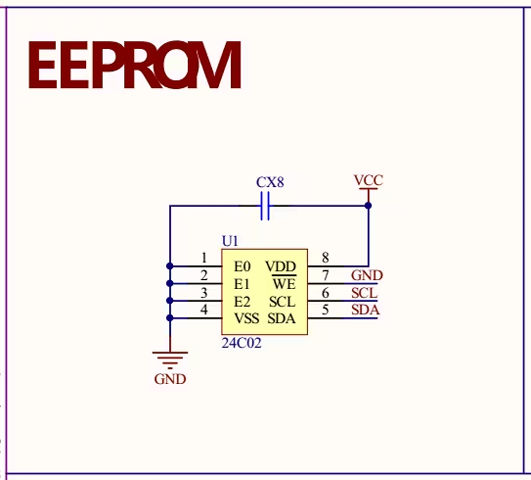 EEPROM
CX8
VCC
U1
1 E0 VDD 8
2 E1 WE 7 GND
3 E2 SCL 6 SCL
4 VSS SDA 5 SDA
24C02
GND